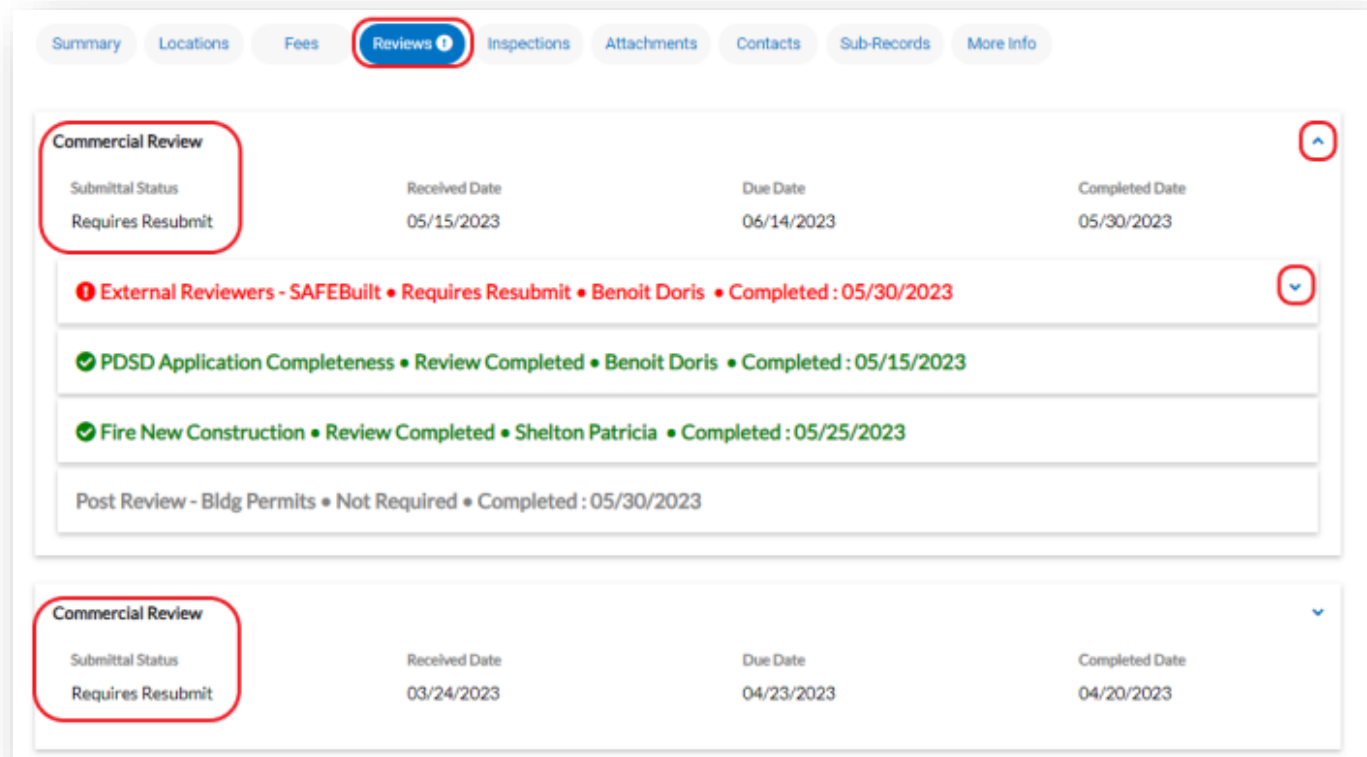 Summary Locations Fees Reviews Inspections Attachments Contacts Sub-Records More Info
Commercial Review
Submittal Status Received Date Due Date Completed Date
Requires Resubmit 05/15/2023 06/14/2023 05/30/2023
External Reviewers - SAFEBuilt • Requires Resubmit • Benoit Doris • Completed : 05/30/2023
PDSD Application Completeness • Review Completed • Benoit Doris • Completed : 05/15/2023
Fire New Construction • Review Completed • Shelton Patricia • Completed : 05/25/2023
Post Review - Bldg Permits • Not Required • Completed : 05/30/2023
Commercial Review
Submittal Status Received Date Due Date Completed Date
Requires Resubmit 03/24/2023 04/23/2023 04/20/2023